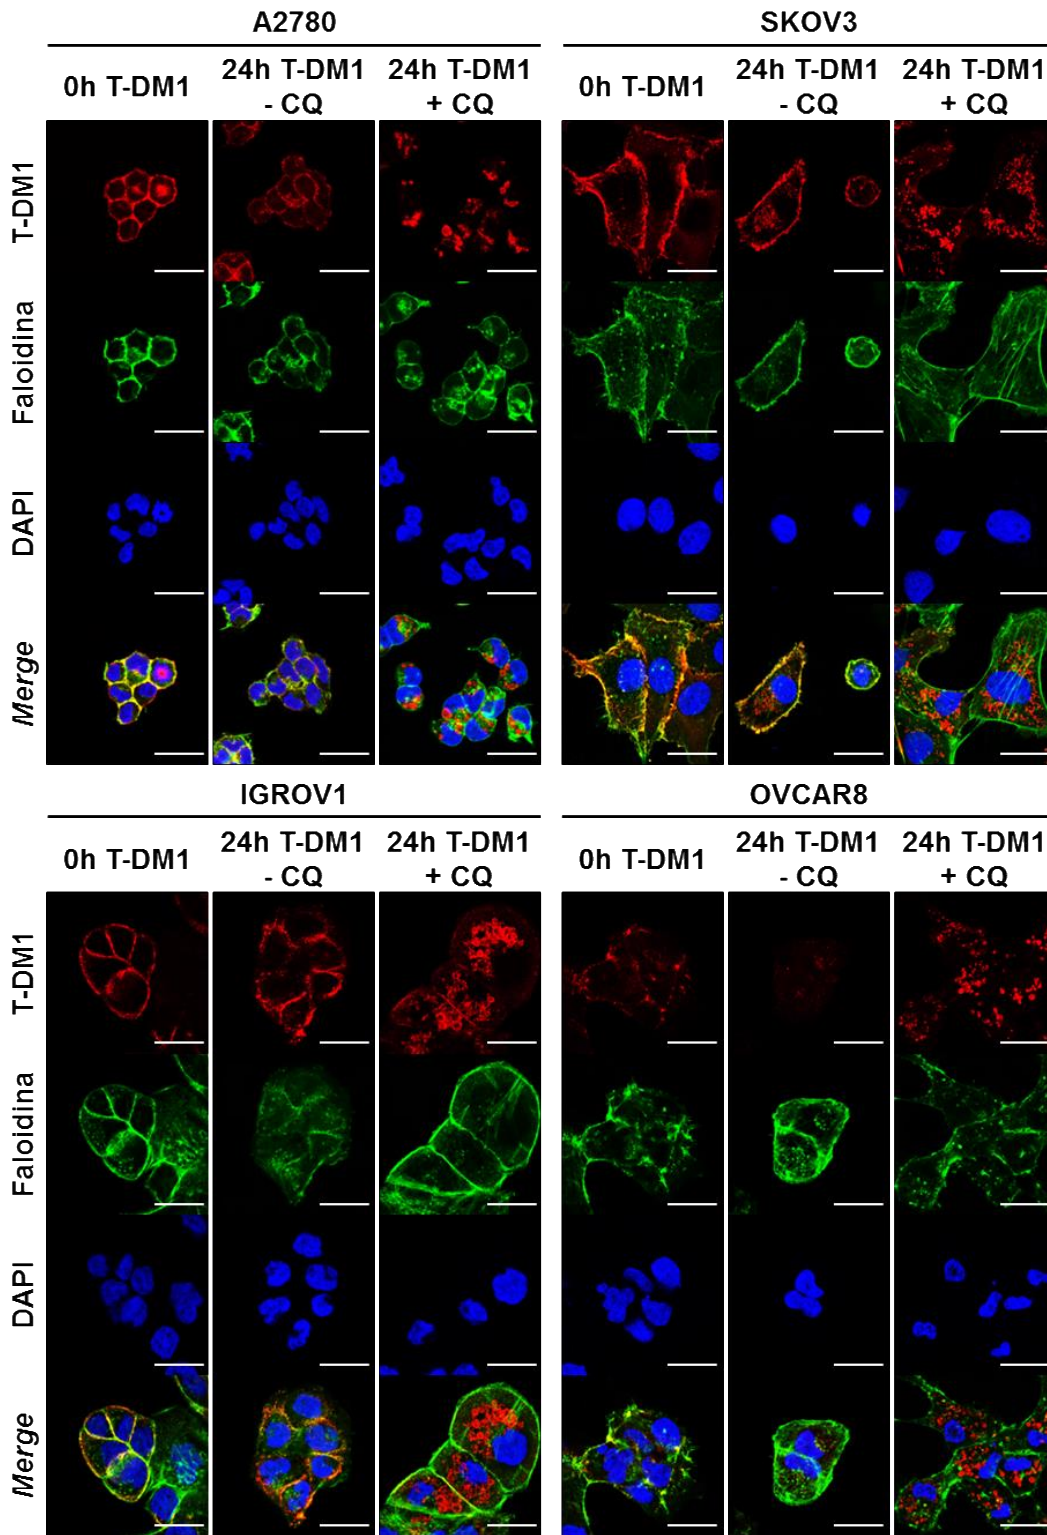 A2780
SKOV3
0h T-DM1
24h T-DM1
- CQ
24h T-DM1
+ CQ
0h T-DM1
24h T-DM1
- CQ
24h T-DM1
+ CQ
T-DM1
Faloidina
DAPI
Merge
IGROV1
OVCAR8
0h T-DM1
24h T-DM1
- CQ
24h T-DM1
+ CQ
0h T-DM1
24h T-DM1
- CQ
24h T-DM1
+ CQ
T-DM1
Faloidina
DAPI
Merge